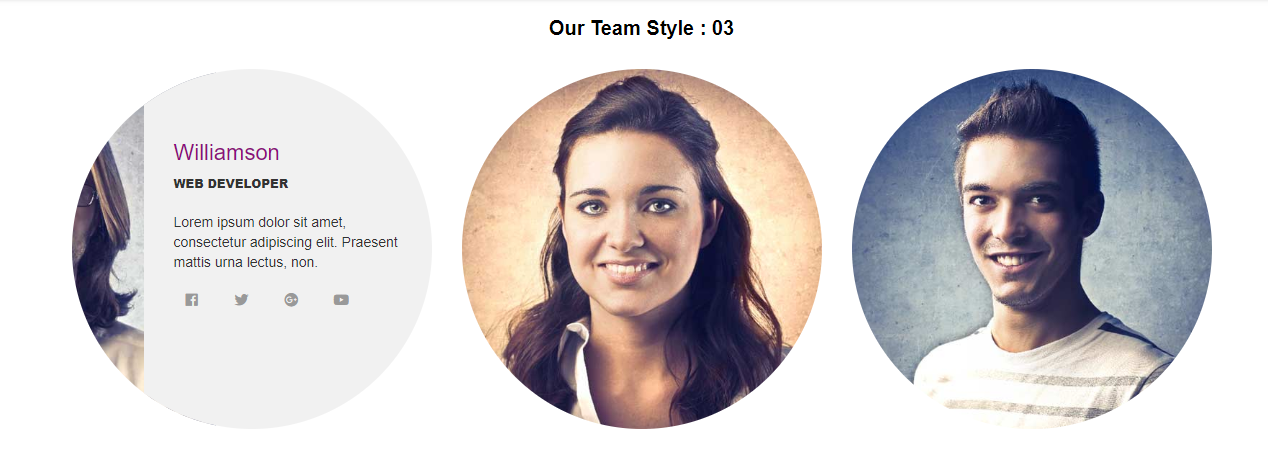 Our Team Style : 03
Williamson
WEB DEVELOPER
Lorem ipsum dolor sit amet,
consectetur adipiscing elit. Praesent
mattis urna lectus, non.